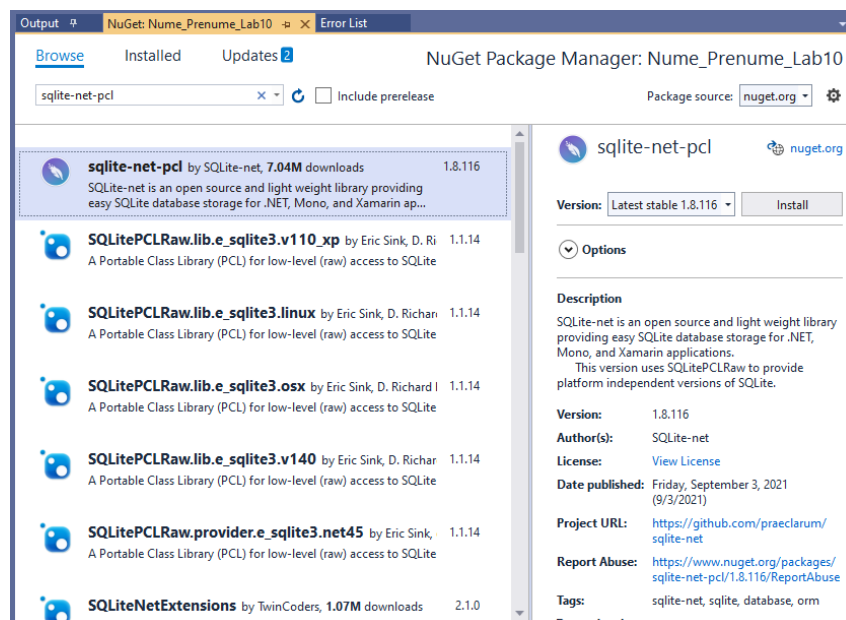 Output
NuGet: Nume_Prenume_Lab10
Error List
Browse
Installed
Updates 2
NuGet Package Manager: Nume_Prenume_Lab10
sqlite-net-pcl
Include prerelease
Package source: nuget.org
sqlite-net-pcl by SQLite-net, 7.04M downloads 1.8.116
SQLite-net is an open source and light weight library providing
easy SQLite database storage for .NET, Mono, and Xamarin ap...
SQLitePCLRaw.lib.e_sqlite3.v110_xp by Eric Sink, D. Ri 1.1.14
A Portable Class Library (PCL) for low-level (raw) access to SQLite
SQLitePCLRaw.lib.e_sqlite3.linux by Eric Sink, D. Richar 1.1.14
A Portable Class Library (PCL) for low-level (raw) access to SQLite
SQLitePCLRaw.lib.e_sqlite3.osx by Eric Sink, D. Richard 1.1.14
A Portable Class Library (PCL) for low-level (raw) access to SQLite
SQLitePCLRaw.lib.e_sqlite3.v140 by Eric Sink, D. Richar 1.1.14
A Portable Class Library (PCL) for low-level (raw) access to SQLite
SQLitePCLRaw.provider.e_sqlite3.net45 by Eric Sink, 1.1.14
A Portable Class Library (PCL) for low-level (raw) access to SQLite
SQLiteNetExtensions by TwinCoders, 1.07M downloads 2.1.0
sqlite-net-pcl
nuget.org
Version: Latest stable 1.8.116
Install
Options
Description
SQLite-net is an open source and light weight library
providing easy SQLite database storage for .NET,
Mono, and Xamarin applications.
This version uses SQLitePCLRaw to provide
platform independent versions of SQLite.
Version: 1.8.116
Author(s): SQLite-net
License: View License
Date published: Friday, September 3, 2021
(9/3/2021)
Project URL: https://github.com/praeclarum/
sqlite-net
Report Abuse: https://www.nuget.org/packages/
sqlite-net-pcl/1.8.116/ReportAbuse
Tags: sqlite-net, sqlite, database, orm